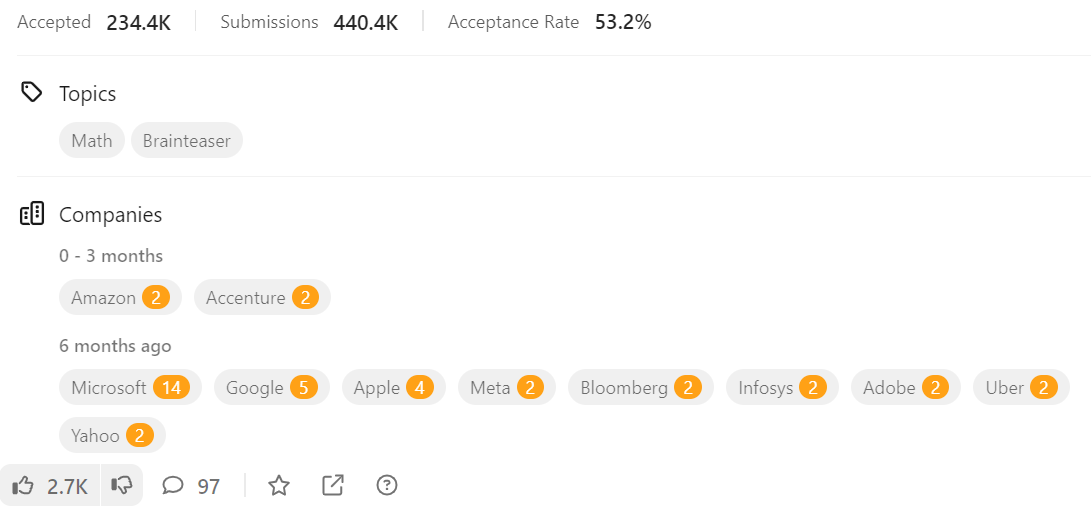 Accepted 234.4K Submissions 440.4K Acceptance Rate 53.2%
Topics
Math Brainteaser
Companies
0 - 3 months
Amazon 2 Accenture 2
6 months ago
Microsoft 14 Google 5 Apple 4 Meta 2 Bloomberg 2 Infosys 2 Adobe 2 Uber 2
Yahoo 2
2.7K 97